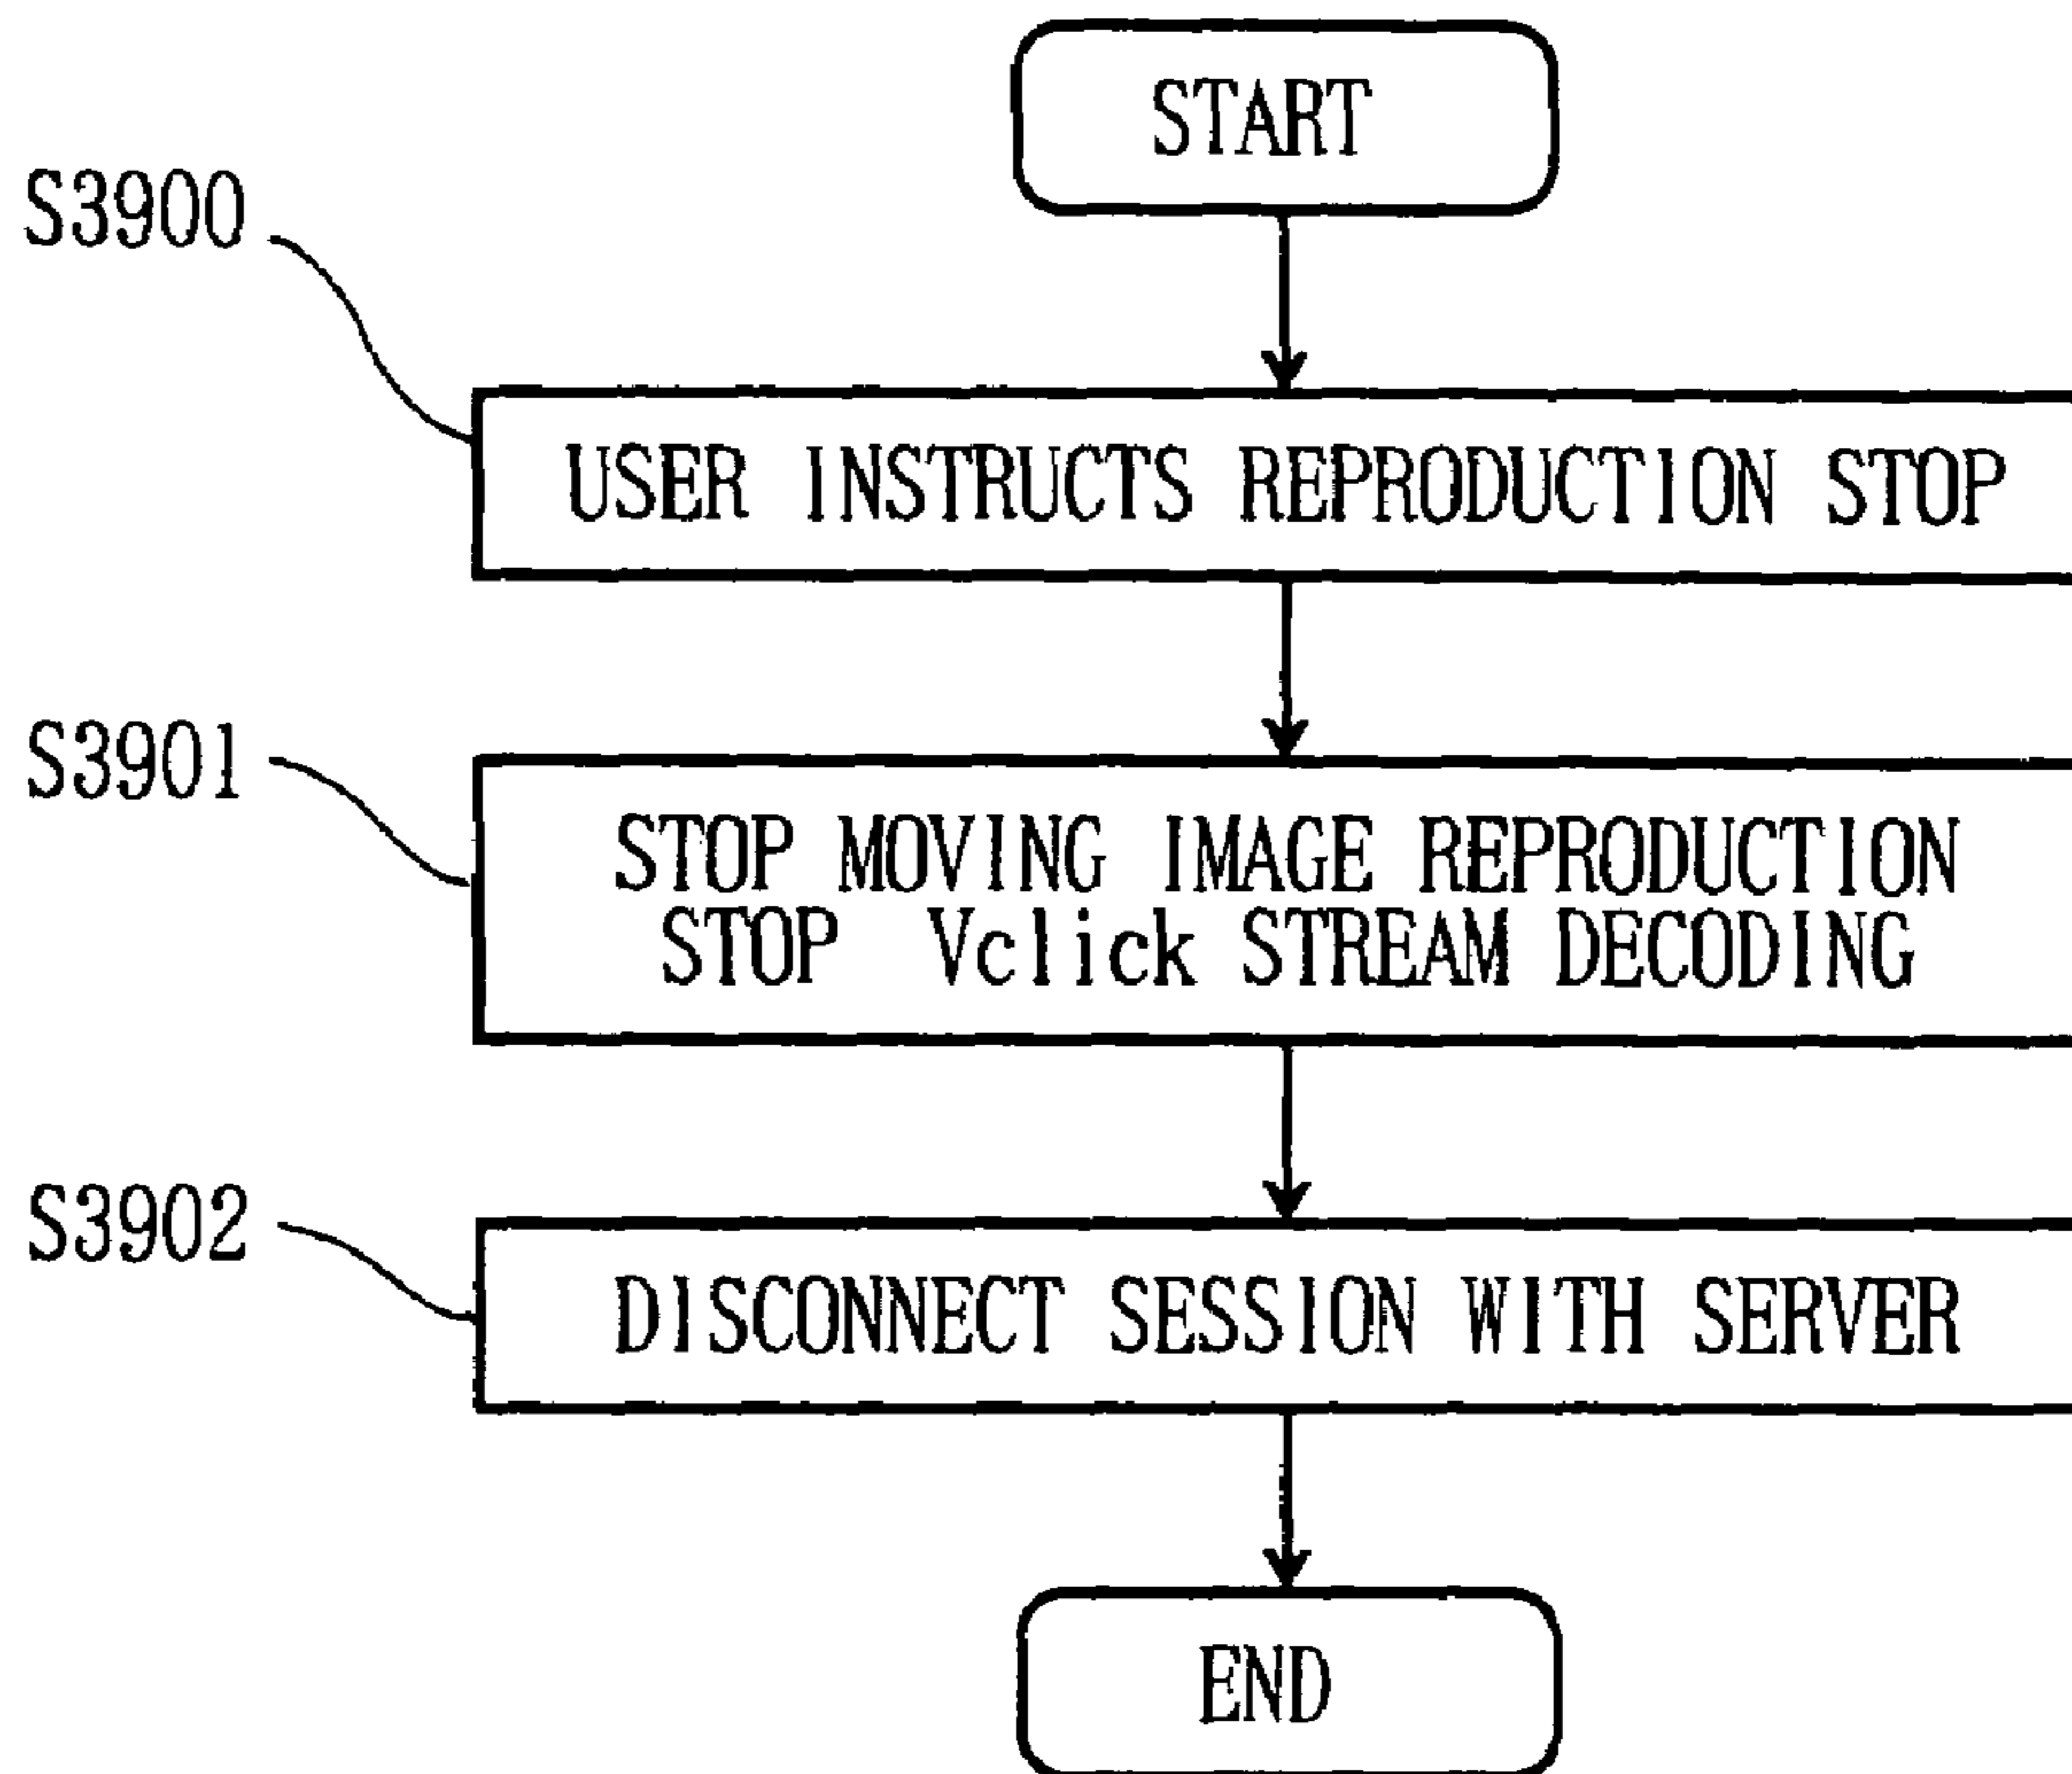 START
S3900
USER INSTRUCTS REPRODUCTION STOP
S3901
STOP MOVING IMAGE REPRODUCTION
STOP Vclick STREAM DECODING
S3902
DISCONNECT SESSION WITH SERVER
END